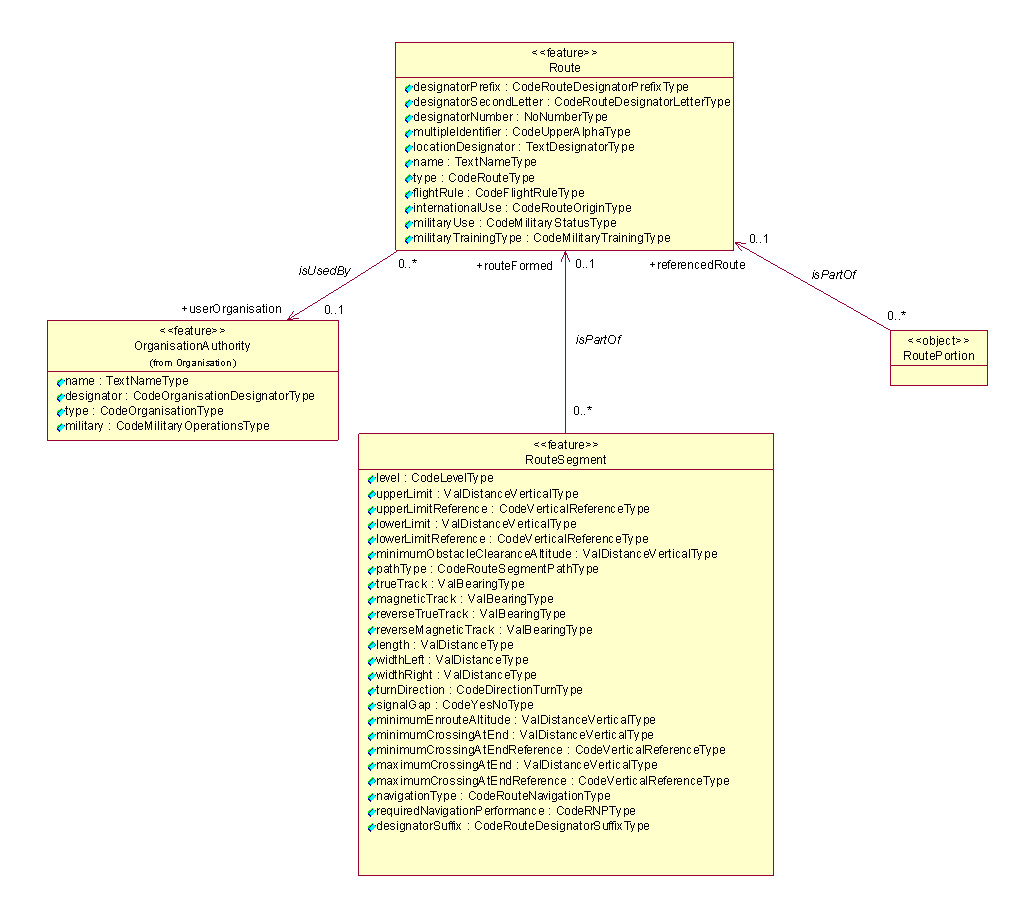 <<feature>>
Route
designatorPrefix : CodeRouteDesignatorPrefixType
designatorSecondLetter : CodeRouteDesignatorLetterType
designatorNumber : NoNumberType
multipleIdentifier : CodeUpperAlphaType
locationDesignator : TextDesignatorType
name : TextNameType
type : CodeRouteType
flightRule : CodeFlightRuleType
internationalUse : CodeRouteOriginType
militaryUse : CodeMilitaryStatusType
militaryTrainingType : CodeMilitaryTrainingType
0..1
0..*
+routeFormed
0..1
+referencedRoute
isUsedBy
isPartOf
+userOrganisation
0..1
0..*
<<feature>>
OrganisationAuthority
(from Organisation)
name : TextNameType
designator : CodeOrganisationDesignatorType
type : CodeOrganisationType
military : CodeMilitaryOperationsType
isPartOf
<<object>>
RoutePortion
0..*
<<feature>>
RouteSegment
level : CodeLevelType
upperLimit : ValDistanceVerticalType
upperLimitReference : CodeVerticalReferenceType
lowerLimit : ValDistanceVerticalType
lowerLimitReference : CodeVerticalReferenceType
minimumObstacleClearanceAltitude : ValDistanceVerticalType
pathType : CodeRouteSegmentPathType
trueTrack : ValBearingType
magneticTrack : ValBearingType
reverseTrueTrack : ValBearingType
reverseMagneticTrack : ValBearingType
length : ValDistanceType
widthLeft : ValDistanceType
widthRight : ValDistanceType
turnDirection : CodeDirectionTurnType
signalGap : CodeYesNoType
minimumEnrouteAltitude : ValDistanceVerticalType
minimumCrossingAtEnd : ValDistanceVerticalType
minimumCrossingAtEndReference : CodeVerticalReferenceType
maximumCrossingAtEnd : ValDistanceVerticalType
maximumCrossingAtEndReference : CodeVerticalReferenceType
navigationType : CodeRouteNavigationType
requiredNavigationPerformance : CodeRNPType
designatorSuffix : CodeRouteDesignatorSuffixType